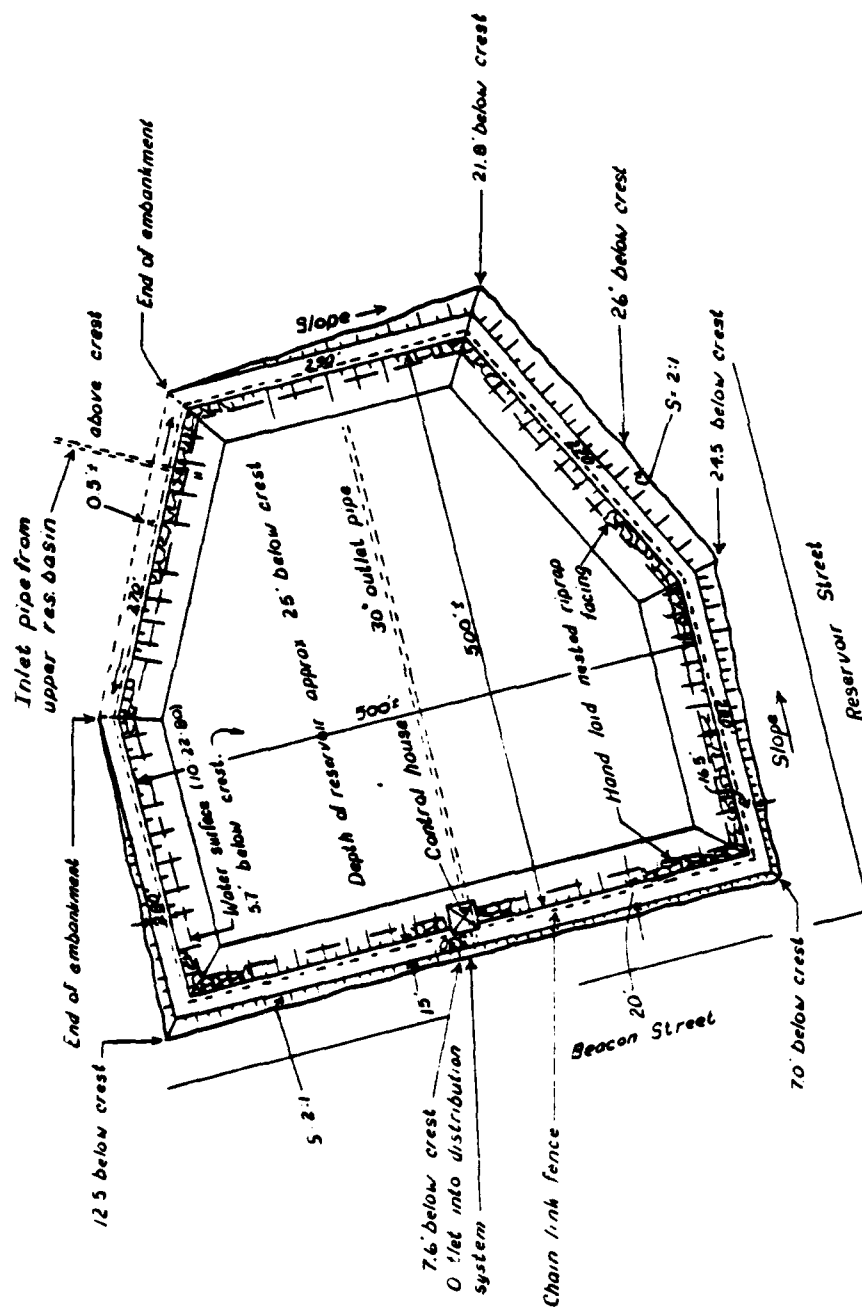 Inlet pipe from
upper res. basin
0.5'± above crest
End of embankment
Slope
21.8' below crest
End of embankment
270'
290'
12.5 below crest
Water surface (10·22·80)
5.7' below crest.
Depth of reservoir approx 25' below crest
30" outlet pipe
500'±
500'±
Control house
Hand laid nested riprap
facing
26' below crest
S= 2:1
24.5 below crest
16.5'
Slope
Reservoir Street
S 2:1
15'
20'
Beacon Street
7.6' below crest
O tlet into distribution
system
Chain link fence
7.0' below crest